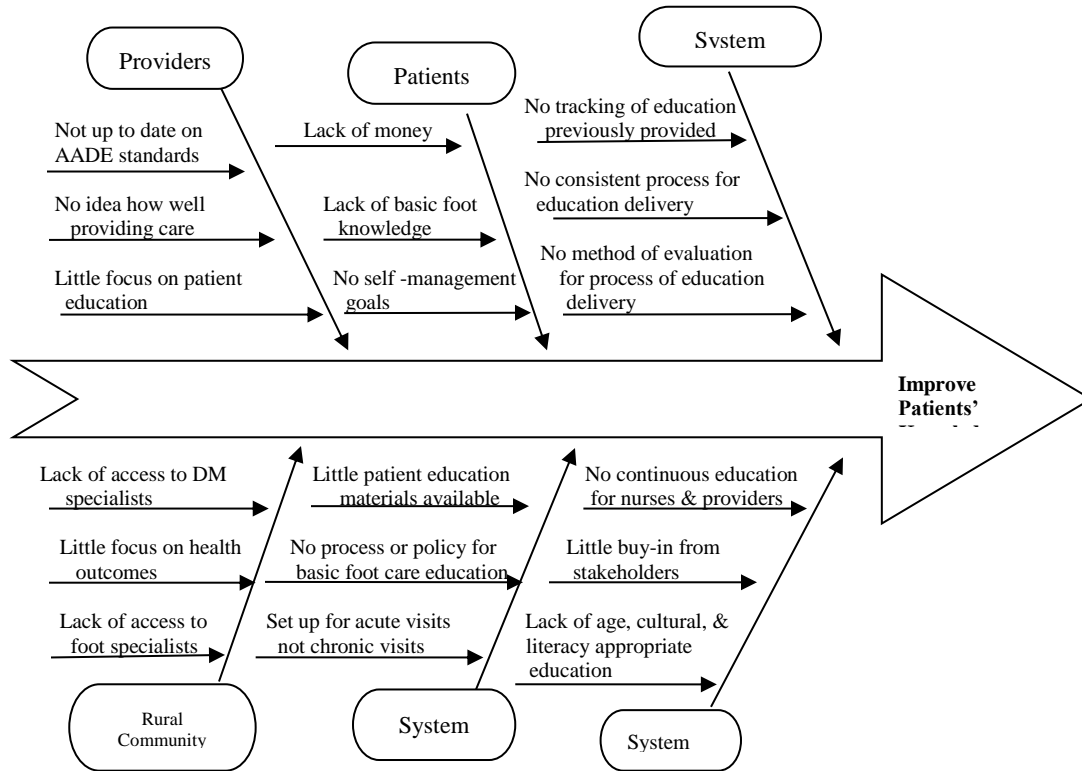 Providers
Patients
System
Not up to date on
AADE standards
No idea how well
providing care
Little focus on patient
education
Lack of money
Lack of basic foot
knowledge
No self -management
goals
No tracking of education
previously provided
No consistent process for
education delivery
No method of evaluation
for process of education
delivery
Improve
Patients’
Lack of access to DM
specialists
Little focus on health
outcomes
Lack of access to
foot specialists
Rural
Community
Little patient education
materials available
No process or policy for
basic foot care education
Set up for acute visits
not chronic visits
System
No continuous education
for nurses & providers
Little buy-in from
stakeholders
Lack of age, cultural, &
literacy appropriate
education
System